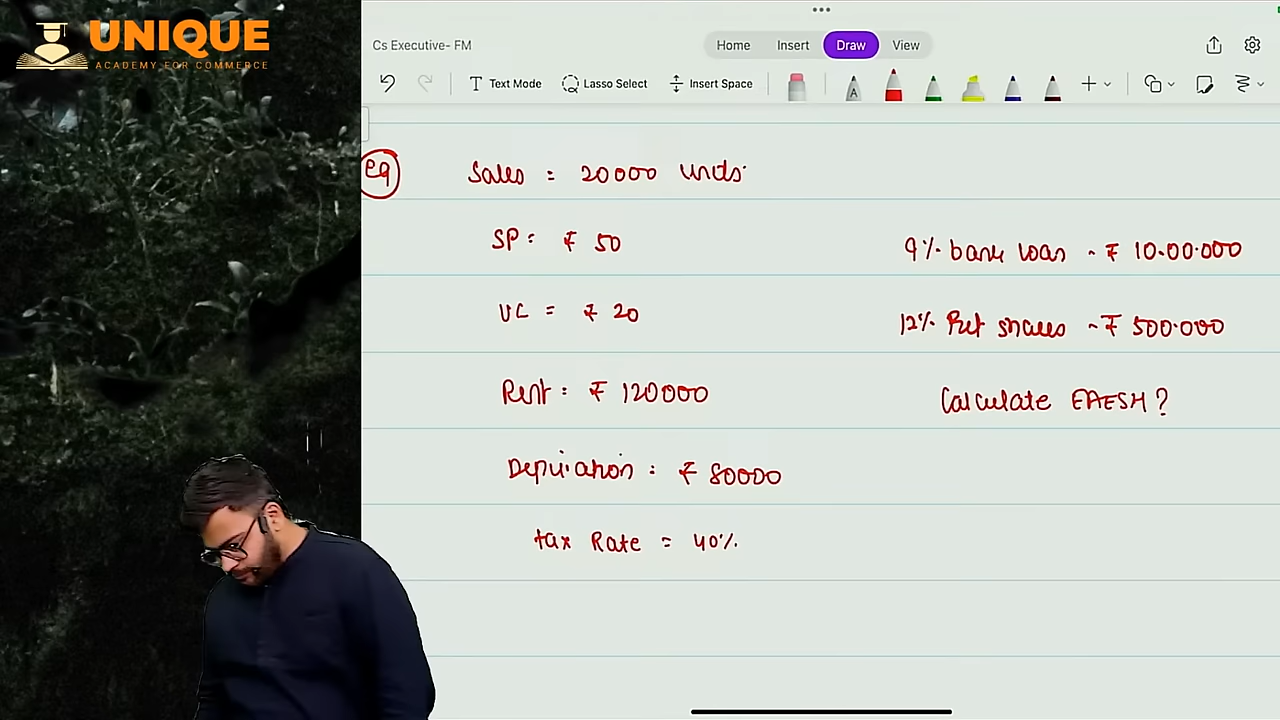 UNIQUE
ACADEMY FOR COMMERCE
Cs Executive- FM
Home Insert Draw View
Text Mode Lasso Select Insert Space
A
eg
Sales = 20000 units.
SP = ₹ 50
VC = ₹ 20
Rent = ₹ 120000
Depriation = ₹ 80000
tax Rate = 40%
9% bank loan - ₹ 10.00.000
12% Pref shares - ₹ 500.000
Calculate EAESH ?